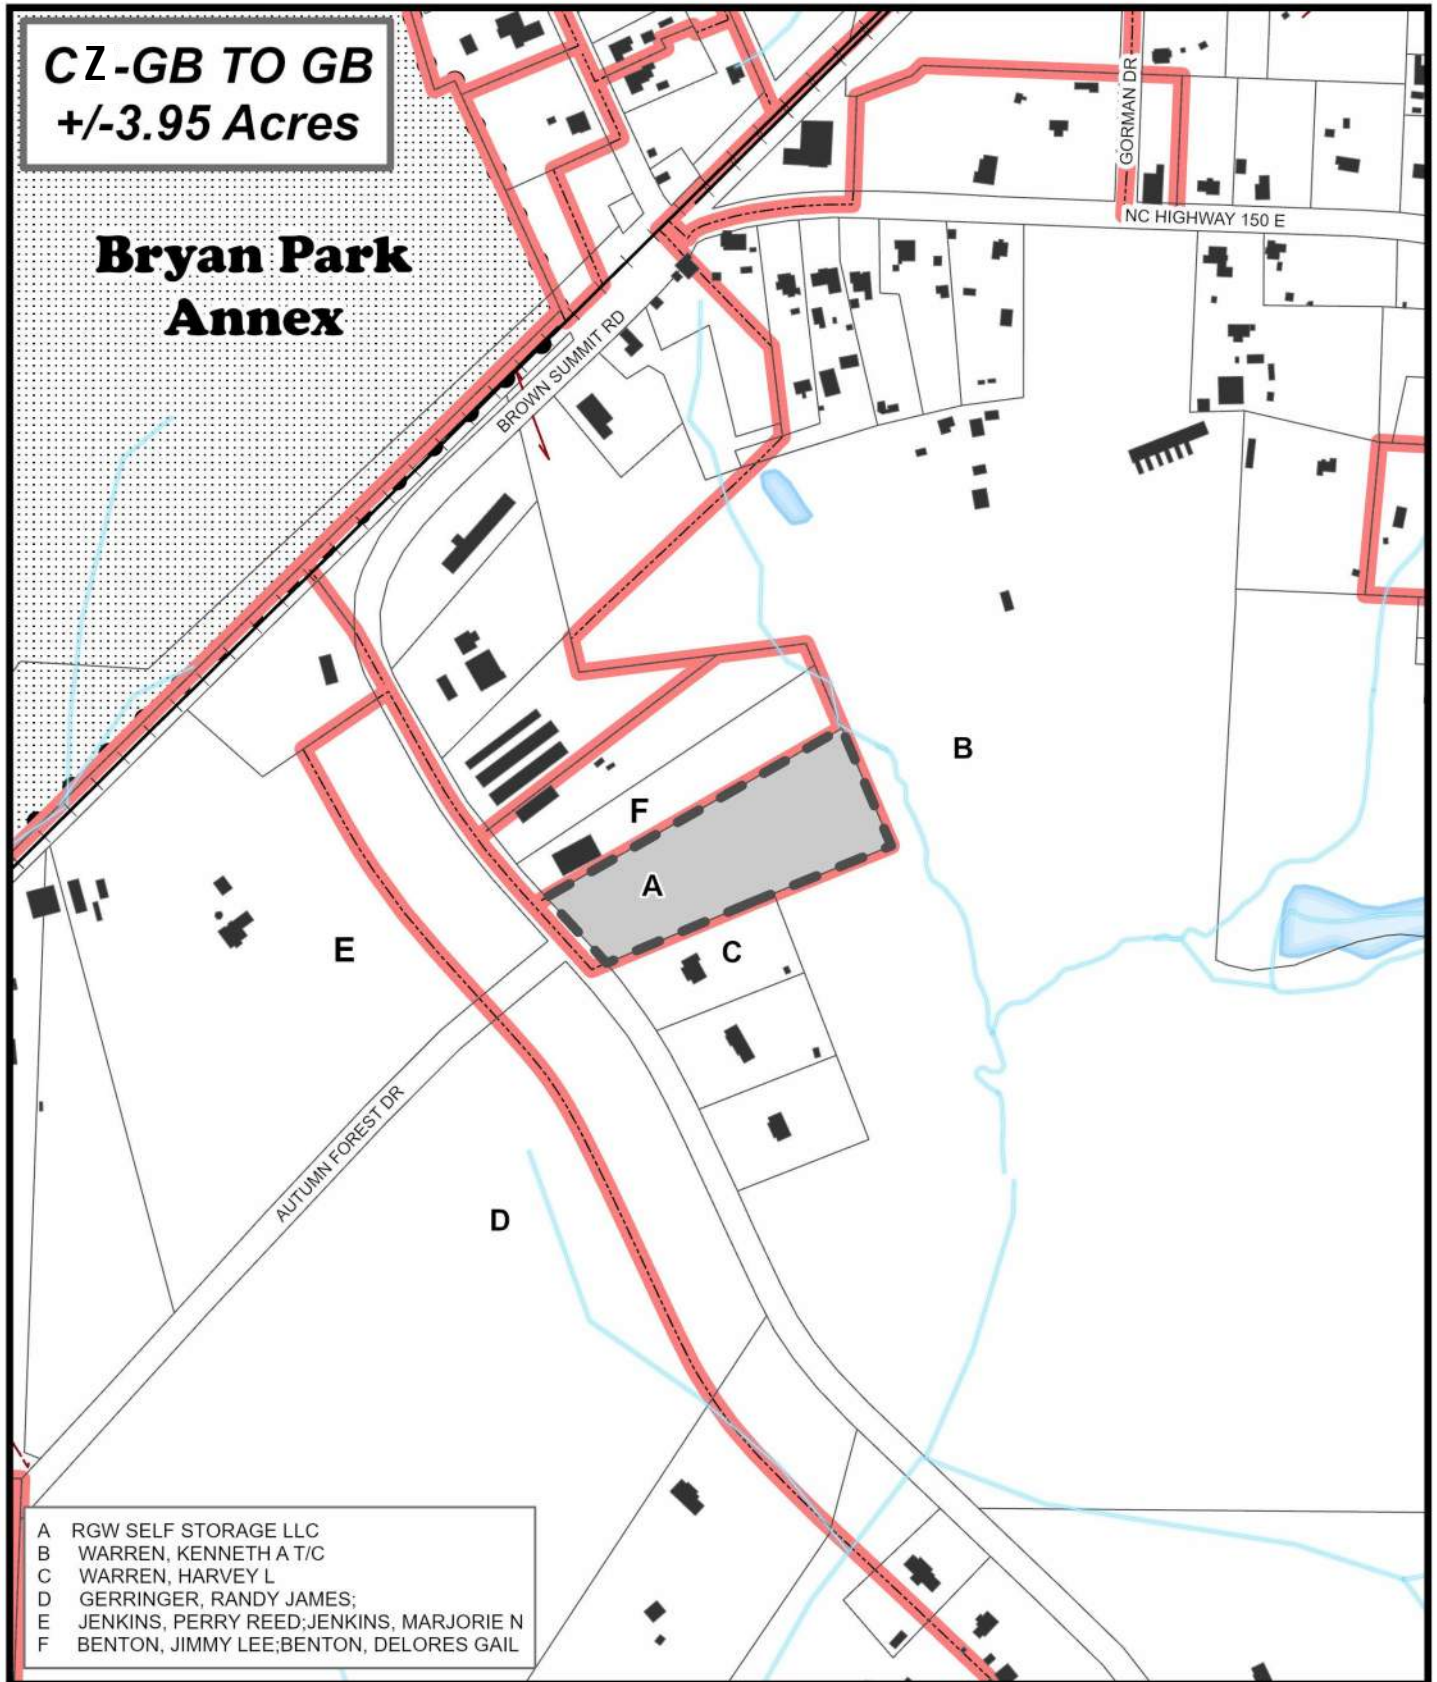 CZ-GB TO GB
+/-3.95 Acres
Bryan Park
Annex
GORMAN DR
NC HIGHWAY 150 E
BROWN SUMMIT RD
B
F
A
E
C
AUTUMN FOREST DR
D
A RGW SELF STORAGE LLC
B WARREN, KENNETH A T/C
C WARREN, HARVEY L
D GERRINGER, RANDY JAMES;
E JENKINS, PERRY REED;JENKINS, MARJORIE N
F BENTON, JIMMY LEE;BENTON, DELORES GAIL